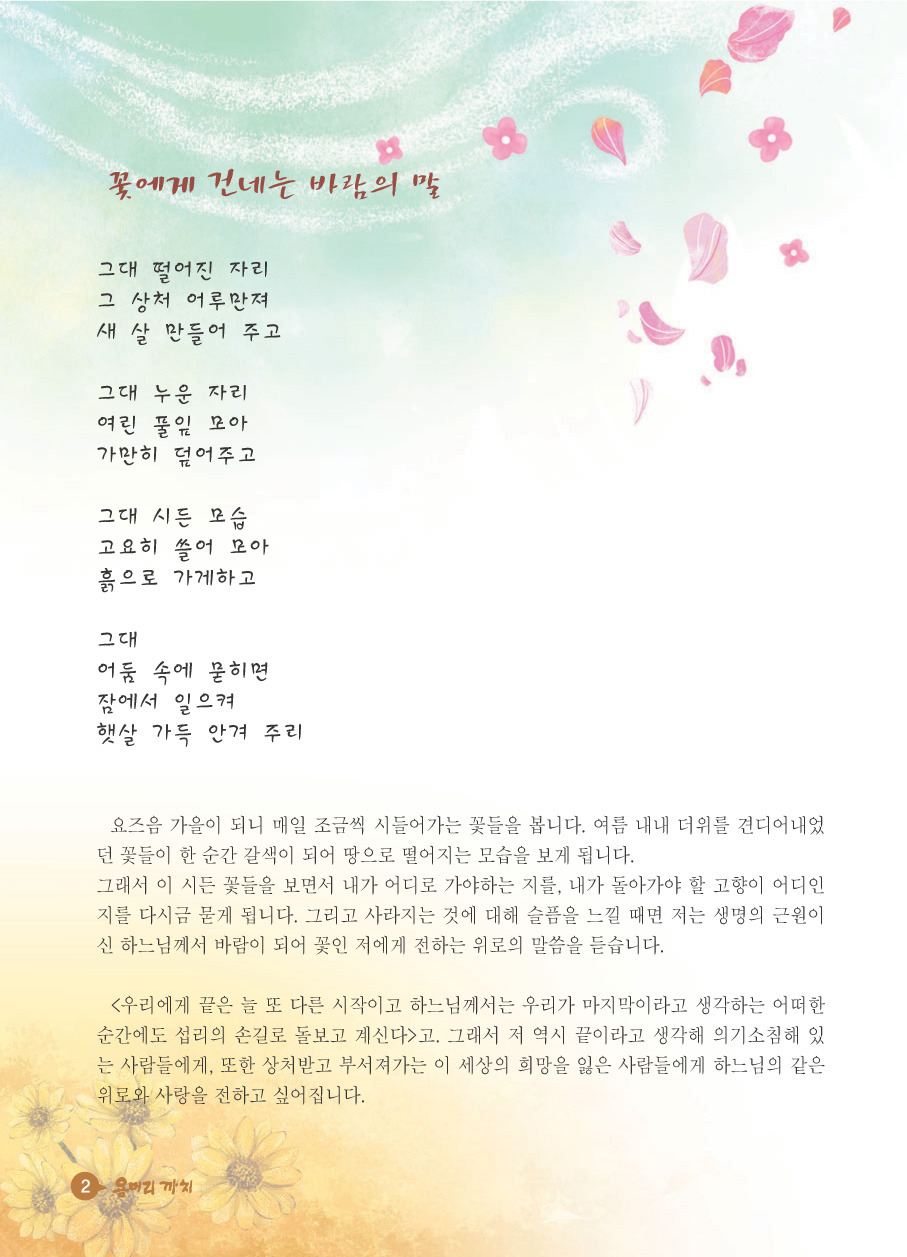 꽃에게 건네는 바람의 말
그대 떨어진 자리
그 상처 어루만져
새 살 만들어 주고
그대 누운 자리
여린 풀잎 모아
가만히 덮어주고
그대 시든 모습
고요히 쓸어 모아
흙으로 가게하고
그대
어둠 속에 묻히면
잠에서 일으켜
햇살 가득 안겨 주리
요즈음 가을이 되니 매일 조금씩 시들어가는 꽃들을 봅니다. 여름 내내 더위를 견디어내었
던 꽃들이 한 순간 갈색이 되어 땅으로 떨어지는 모습을 보게 됩니다.
그래서 이 시든 꽃들을 보면서 내가 어디로 가야하는 지를, 내가 돌아가야 할 고향이 어디인
지를 다시금 묻게 됩니다. 그리고 사라지는 것에 대해 슬픔을 느낄 때면 저는 생명의 근원이
신 하느님께서 바람이 되어 꽃인 저에게 전하는 위로의 말씀을 듣습니다.
<우리에게 끝은 늘 또 다른 시작이고 하느님께서는 우리가 마지막이라고 생각하는 어떠한
순간에도 섭리의 손길로 돌보고 계신다>고. 그래서 저 역시 끝이라고 생각해 의기소침해 있
는 사람들에게, 또한 상처받고 부서져가는 이 세상의 희망을 잃은 사람들에게 하느님의 같은
위로와 사랑을 전하고 싶어집니다.
2 용머리 까치